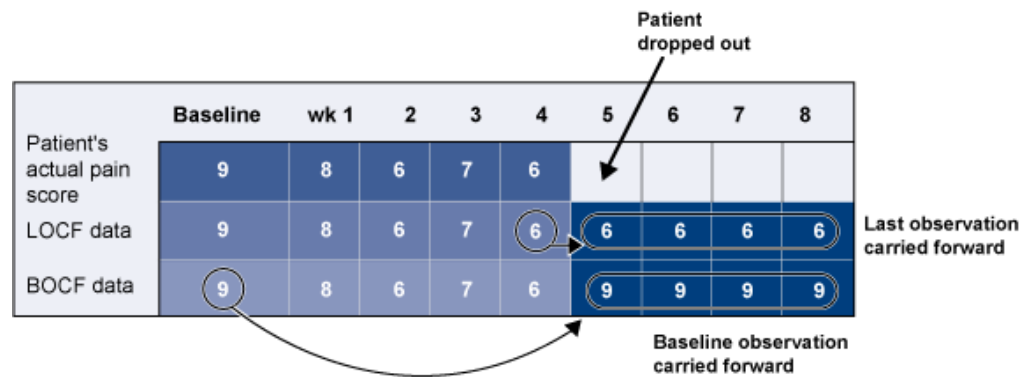 Patient
dropped out
Baseline wk 1 2 3 4 5 6 7 8
Patient's
actual pain
score
9 8 6 7 6
LOCF data 9 8 6 7 6 6 6 6 6
Last observation
carried forward
BOCF data 9 8 6 7 6 9 9 9 9
Baseline observation
carried forward